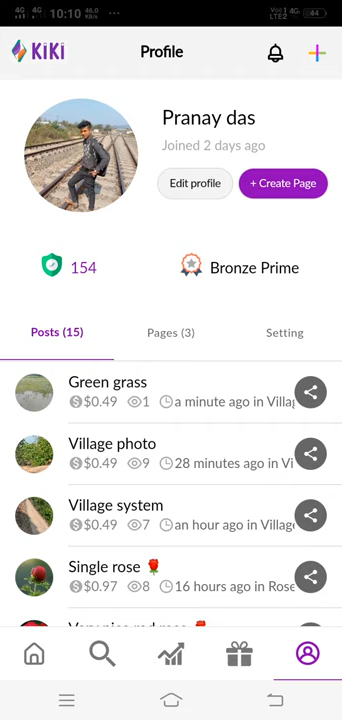 4G 4G 10:10 46.0 KB/s ... Vo) 1 4G LTE2 44
KiKi Profile
Pranay das
Joined 2 days ago
Edit profile + Create Page
154 Bronze Prime
Posts (15) Pages (3) Setting
Green grass
$0.49 1 a minute ago in Villag
Village photo
$0.49 9 28 minutes ago in Vi
Village system
$0.49 7 an hour ago in Village
Single rose 🌹
$0.97 8 16 hours ago in Rose